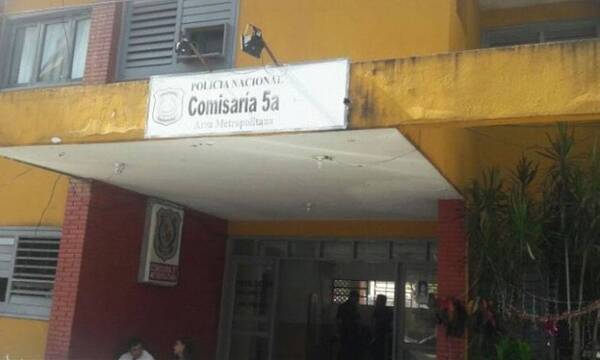 POLICIA NACIONAL
Comisaría 5a
Area Metropolitana